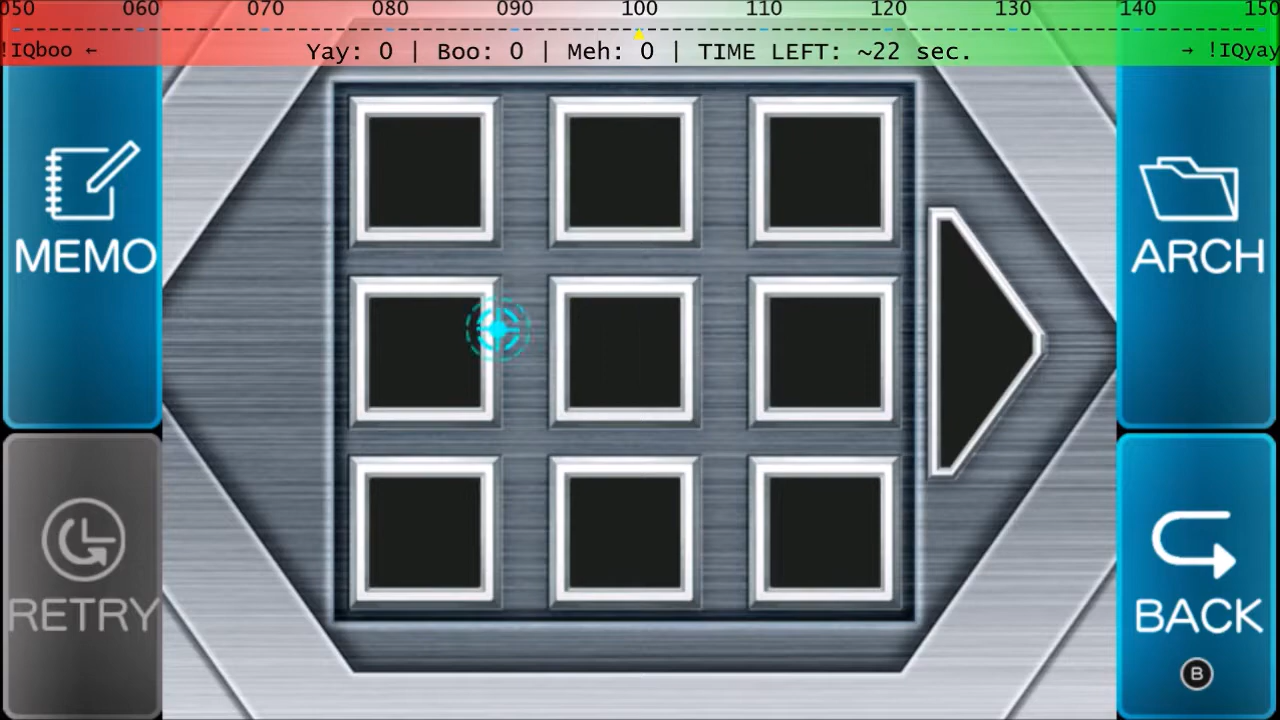 050 060 070 080 090 100 110 120 130 140 150
!IQboo ← Yay: 0 | Boo: 0 | Meh: 0 | TIME LEFT: ~22 sec. → !IQyay
MEMO
ARCH
RETRY
BACK
B